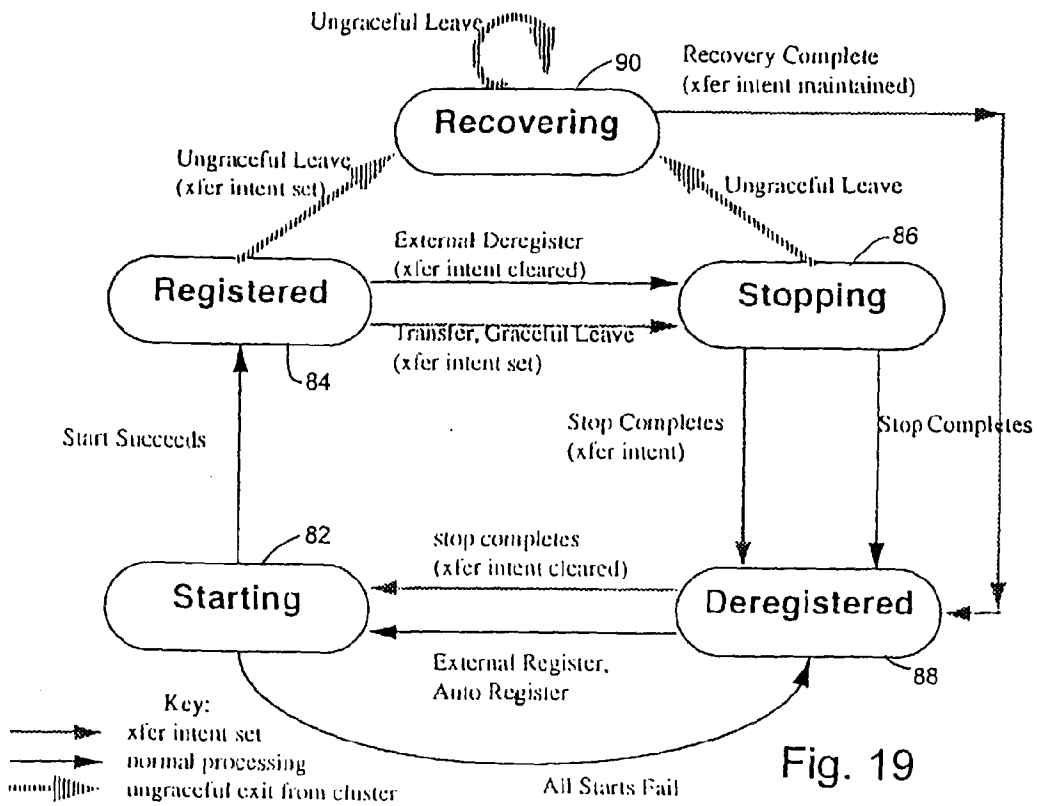 Ungraceful Leave
90
Recovery Complete
(xfer intent maintained)
Recovering
Ungraceful Leave
(xfer intent set)
Ungraceful Leave
External Deregister
(xfer intent cleared)
86
Registered
Stopping
Transfer, Graceful Leave
(xfer intent set)
84
Start Succeeds
Stop Completes
(xfer intent)
Stop Completes
82
stop completes
(xfer intent cleared)
Starting
Deregistered
External Register,
Auto Register
88
Key:
xfer intent set
normal processing
ungraceful exit from cluster
All Starts Fail
Fig. 19